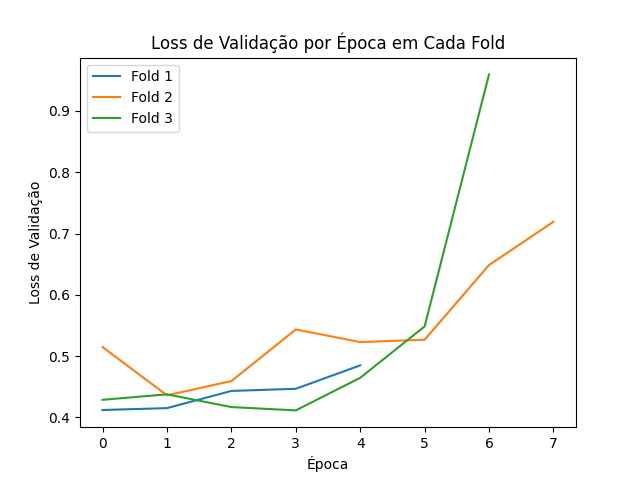 Loss de Validação por Época em Cada Fold
Fold 1
Fold 2
Fold 3
Loss de Validação
0.9
0.8
0.7
0.6
0.5
0.4
0 1 2 3 4 5 6 7
Época